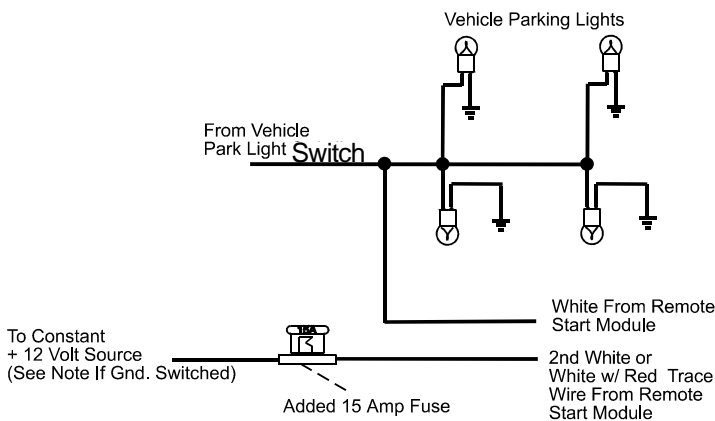 Vehicle Parking Lights
From Vehicle
Park Light Switch
White From Remote
Start Module
15A
To Constant
+ 12 Volt Source
(See Note If Gnd. Switched)
2nd White or
White w/ Red Trace
Wire From Remote
Start Module
Added 15 Amp Fuse